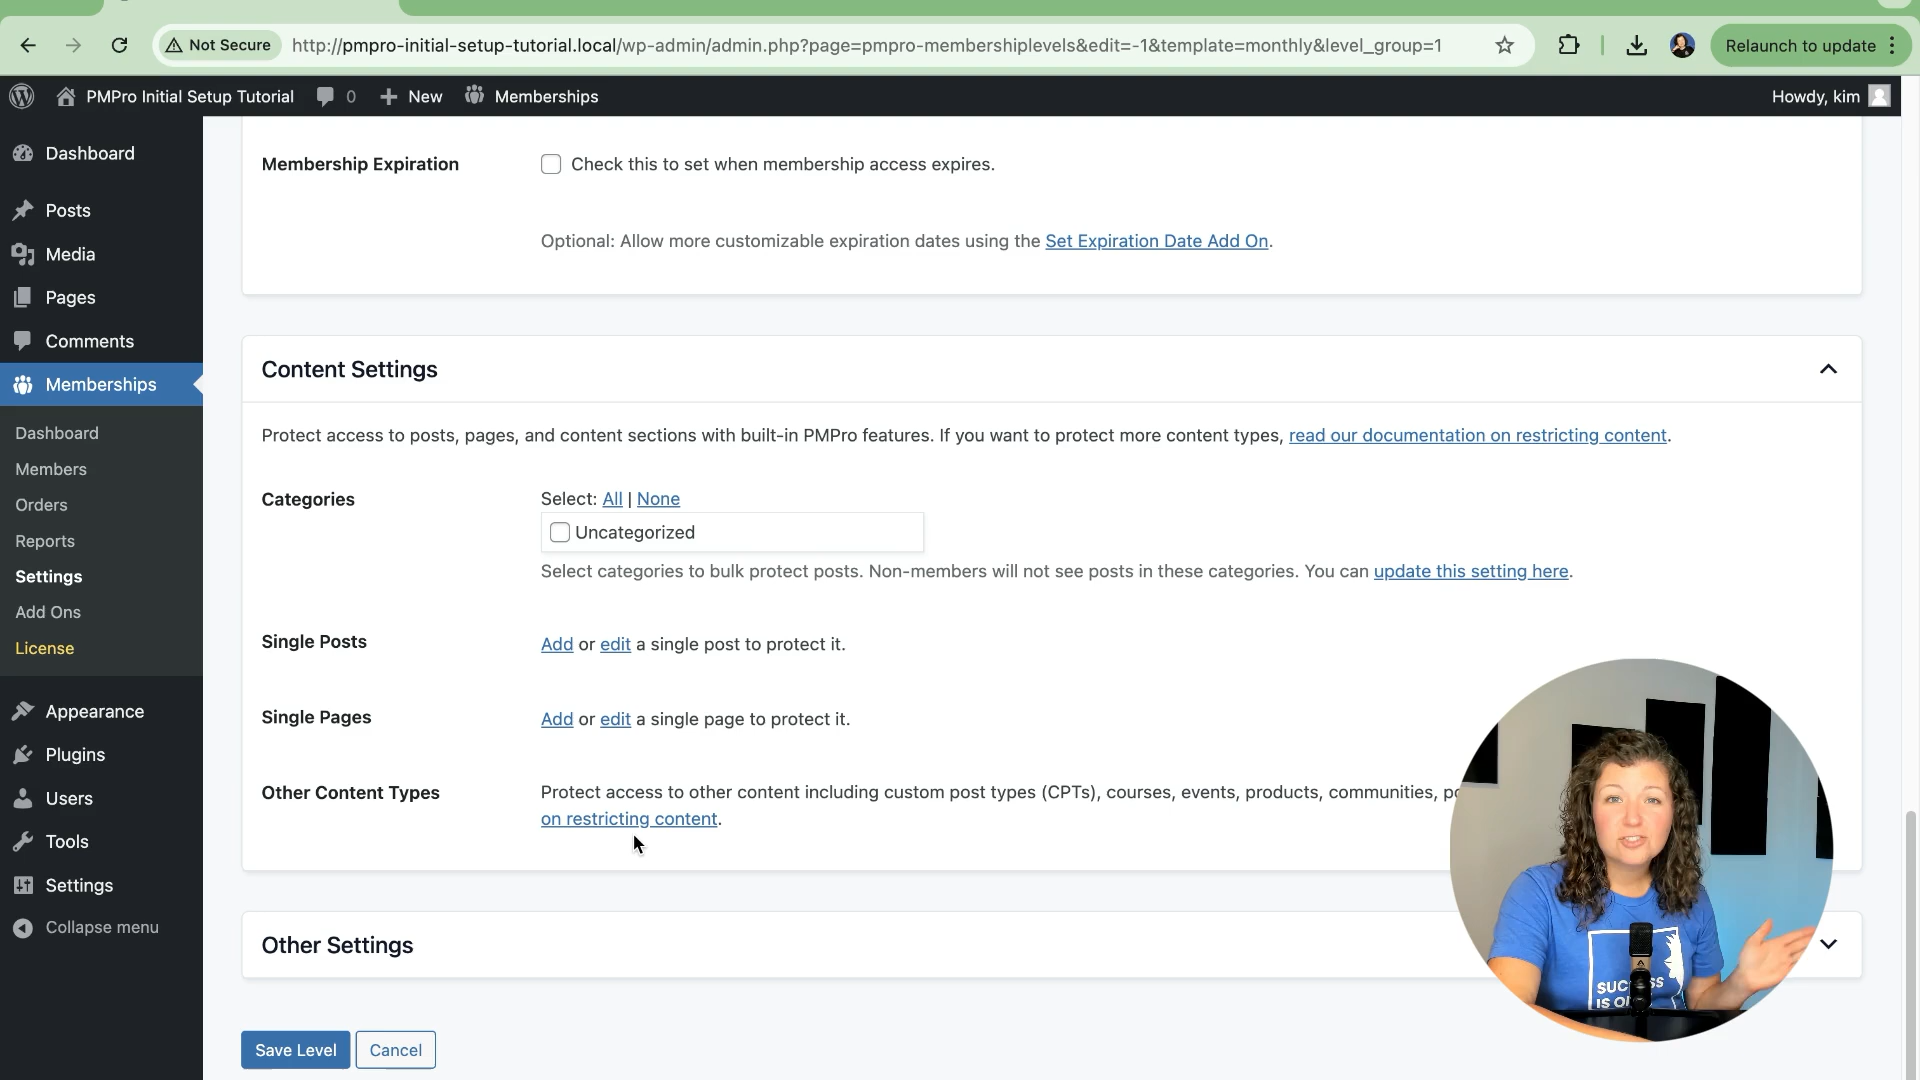 Not Secure
http://pmpro-initial-setup-tutorial.local/wp-admin/admin.php?page=pmpro-membershiplevels&edit=-1&template=monthly&level_group=1
Relaunch to update
PMPro Initial Setup Tutorial
0
New
Memberships
Howdy, kim
Dashboard
Posts
Media
Pages
Comments
Memberships
Dashboard
Members
Orders
Reports
Settings
Add Ons
License
Appearance
Plugins
Users
Tools
Settings
Collapse menu
Membership Expiration
Check this to set when membership access expires.
Optional: Allow more customizable expiration dates using the Set Expiration Date Add On.
Content Settings
Protect access to posts, pages, and content sections with built-in PMPro features. If you want to protect more content types, read our documentation on restricting content.
Categories
Select: All | None
Uncategorized
Select categories to bulk protect posts. Non-members will not see posts in these categories. You can update this setting here.
Single Posts
Add or edit a single post to protect it.
Single Pages
Add or edit a single page to protect it.
Other Content Types
Protect access to other content including custom post types (CPTs), courses, events, products, communities,
on restricting content.
Other Settings
Save Level
Cancel